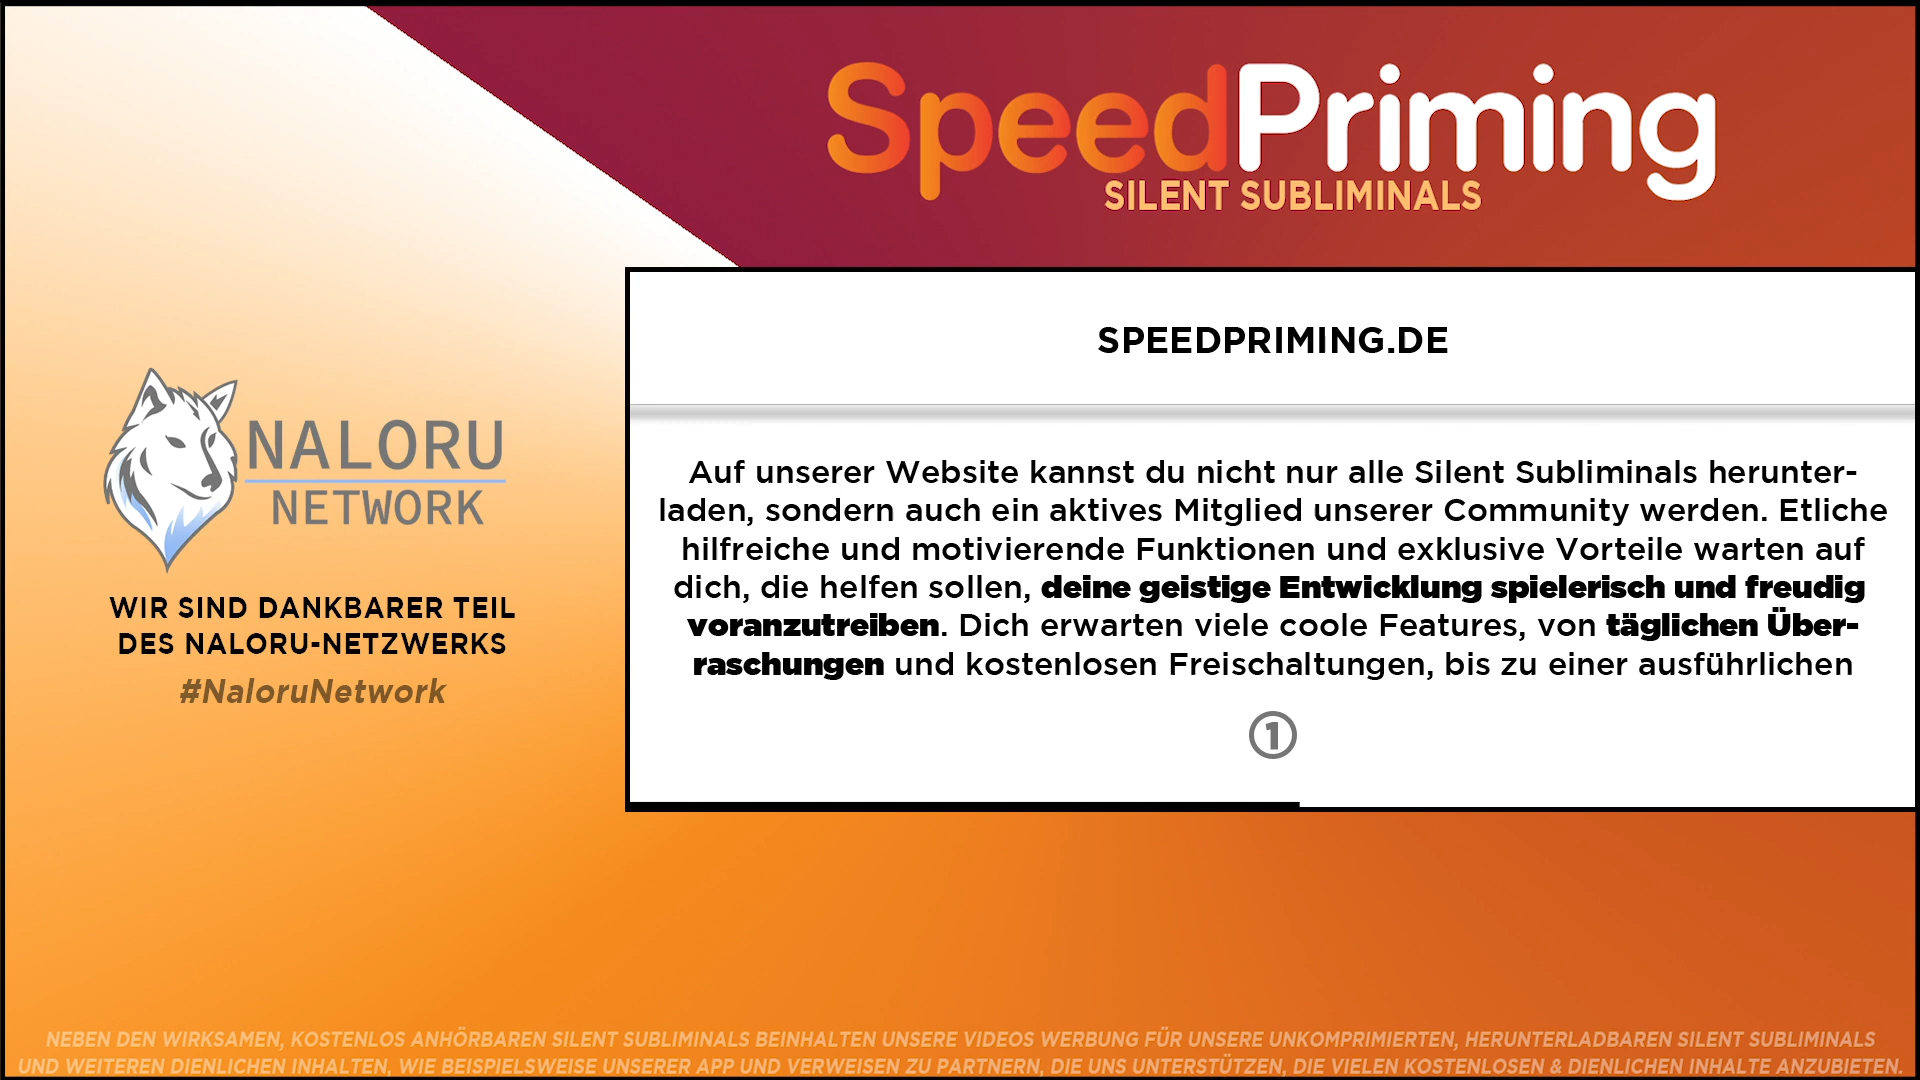 SpeedPriming
SILENT SUBLIMINALS
SPEEDPRIMING.DE
Auf unserer Website kannst du nicht nur alle Silent Subliminals herunter-
laden, sondern auch ein aktives Mitglied unserer Community werden. Etliche
hilfreiche und motivierende Funktionen und exklusive Vorteile warten auf
dich, die helfen sollen, deine geistige Entwicklung spielerisch und freudig
voranzutreiben. Dich erwarten viele coole Features, von täglichen Über-
raschungen und kostenlosen Freischaltungen, bis zu einer ausführlichen
①
NALORU
NETWORK
WIR SIND DANKBARER TEIL
DES NALORU-NETZWERKS
#NaloruNetwork
NEBEN DEN WIRKSAMEN, KOSTENLOS ANHÖRBAREN SILENT SUBLIMINALS BEINHALTEN UNSERE VIDEOS WERBUNG FÜR UNSERE UNKOMPRIMIERTEN, HERUNTERLADBAREN SILENT SUBLIMINALS
UND WEITEREN DIENLICHEN INHALTEN, WIE BEISPIELSWEISE UNSERER APP UND VERWEISEN ZU PARTNERN, DIE UNS UNTERSTÜTZEN, DIE VIELEN KOSTENLOSEN & DIENLICHEN INHALTE ANZUBIETEN.